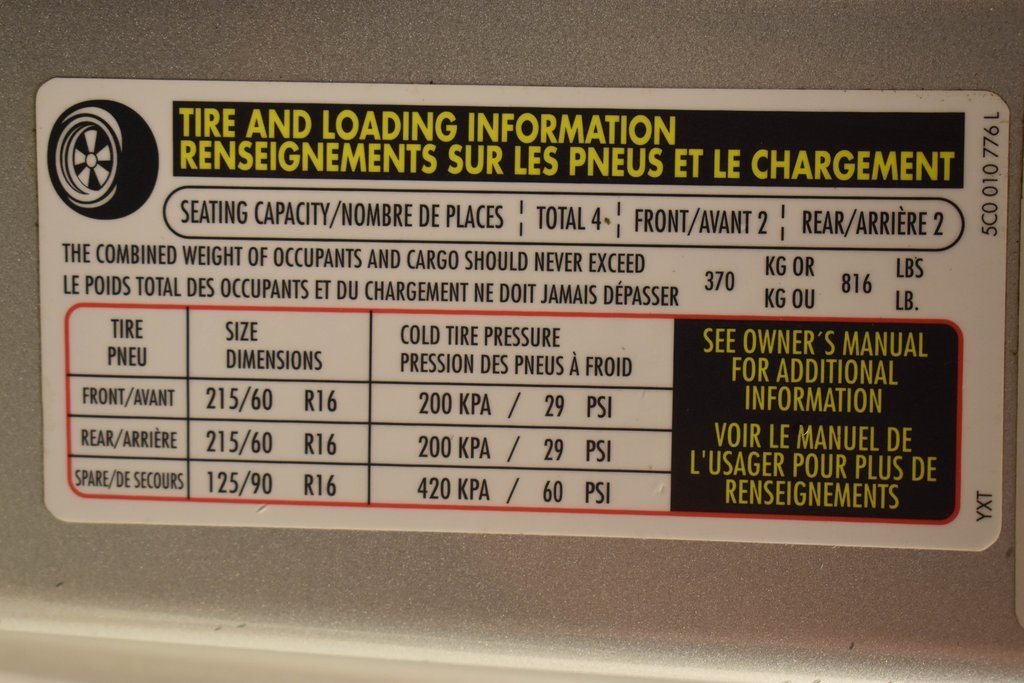 TIRE AND LOADING INFORMATION
RENSEIGNEMENTS SUR LES PNEUS ET LE CHARGEMENT
SEATING CAPACITY/NOMBRE DE PLACES ¦ TOTAL 4 ¦ FRONT/AVANT 2 ¦ REAR/ARRIÈRE 2
THE COMBINED WEIGHT OF OCCUPANTS AND CARGO SHOULD NEVER EXCEED
LE POIDS TOTAL DES OCCUPANTS ET DU CHARGEMENT NE DOIT JAMAIS DÉPASSER
370 KG OR 816 LBS
KG OU LB.
TIRE
PNEU
SIZE
DIMENSIONS
COLD TIRE PRESSURE
PRESSION DES PNEUS À FROID
FRONT/AVANT 215/60 R16 200 KPA / 29 PSI
REAR/ARRIÈRE 215/60 R16 200 KPA / 29 PSI
SPARE/DE SECOURS 125/90 R16 420 KPA / 60 PSI
SEE OWNER´S MANUAL
FOR ADDITIONAL
INFORMATION
VOIR LE MANUEL DE
L'USAGER POUR PLUS DE
RENSEIGNEMENTS
5C0 010 776 L
YXT